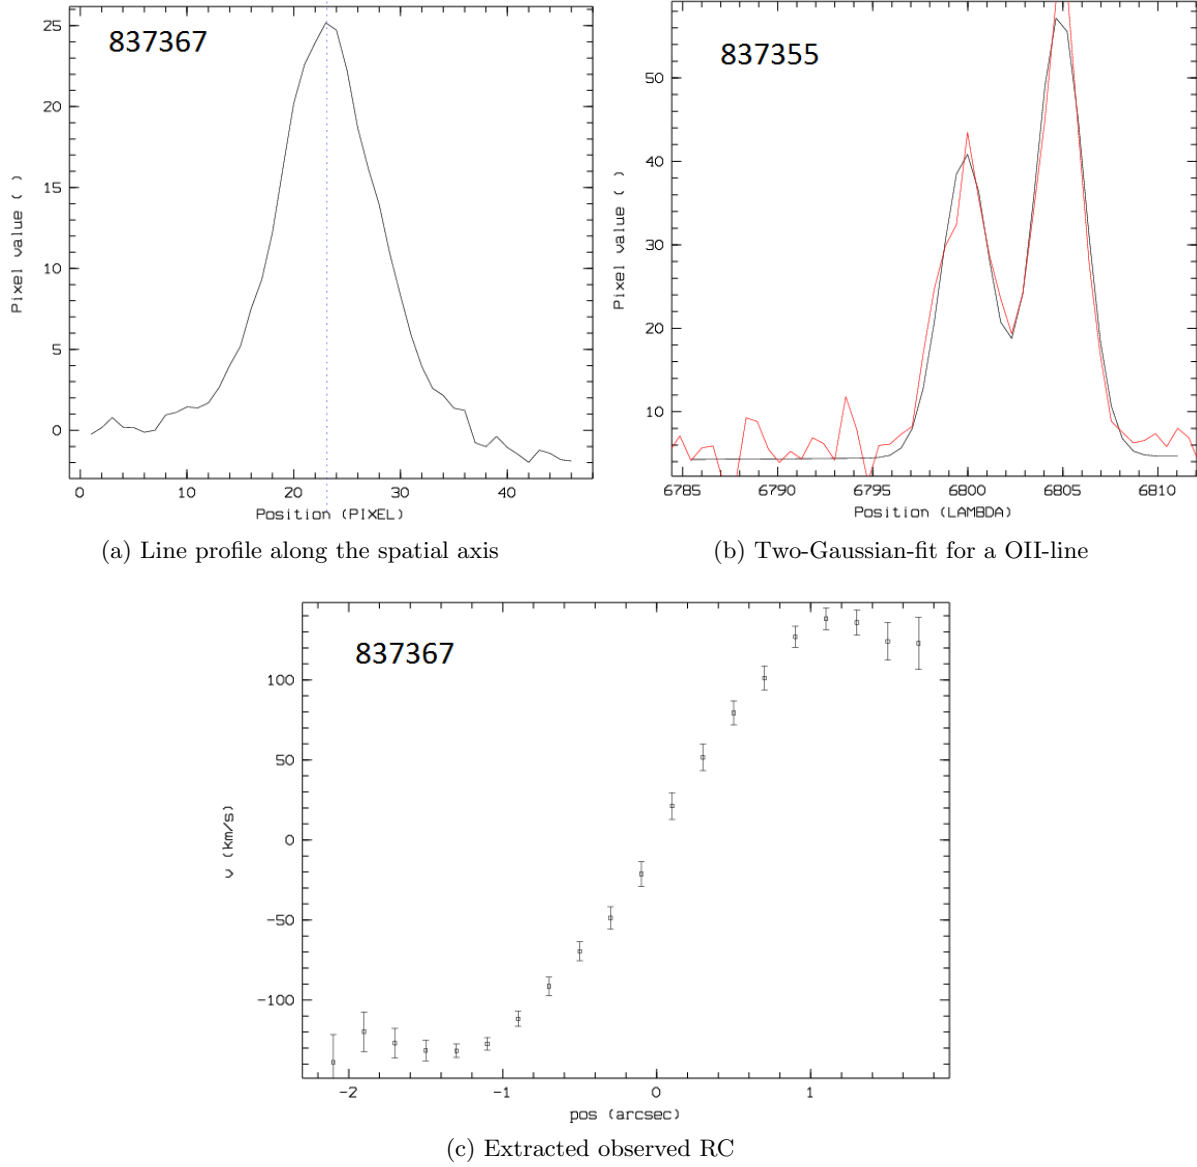 837367
25
20
15
10
5
0
Pixel value ( )
0 20 40
Position (PIXEL)
(a) Line profile along the spatial axis
837355
50
40
30
20
10
Pixel value ( )
6785 6790 6795 6800 6805 6810
Position (LAMBDA)
(b) Two-Gaussian-fit for a OII-line
837367
100
50
0
-50
-100
v (km/s)
-2 -1 0 1
pos (arcsec)
(c) Extracted observed RC